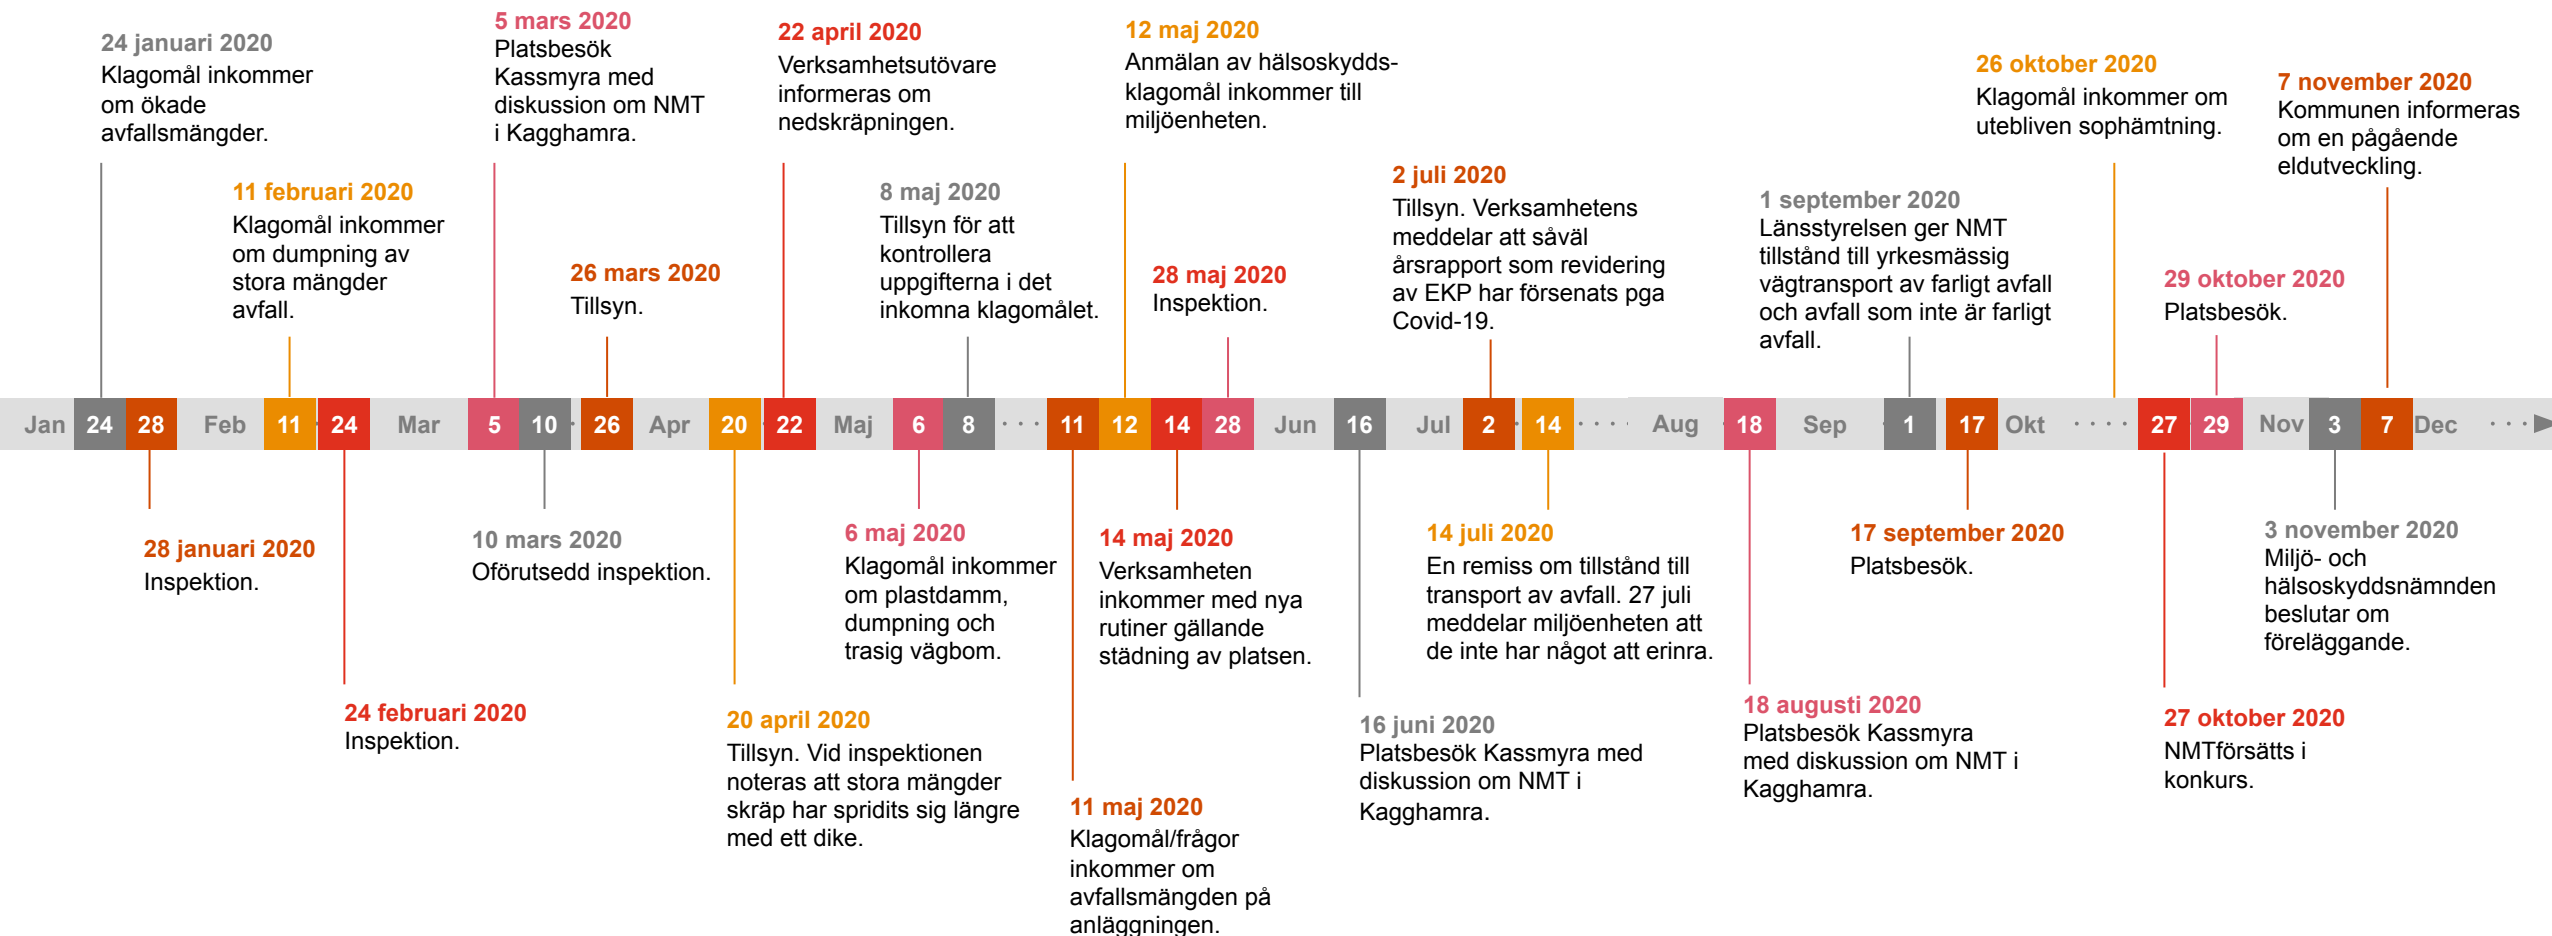 24 januari 2020
Klagomål inkommer
om ökade
avfallsmängder.
11 februari 2020
Klagomål inkommer
om dumpning av
stora mängder
avfall.
5 mars 2020
Platsbesök
Kassmyra med
diskussion om NMT
i Kagghamra.
26 mars 2020
Tillsyn.
22 april 2020
Verksamhetsutövare
informeras om
nedskräpningen.
8 maj 2020
Tillsyn för att
kontrollera
uppgifterna i det
inkomna klagomålet.
12 maj 2020
Anmälan av hälsoskydds-
klagomål inkommer till
miljöenheten.
28 maj 2020
Inspektion.
2 juli 2020
Tillsyn. Verksamhetens
meddelar att såväl
årsrapport som revidering
av EKP har försenats pga
Covid-19.
1 september 2020
Länsstyrelsen ger NMT
tillstånd till yrkesmässig
vägtransport av farligt avfall
och avfall som inte är farligt
avfall.
26 oktober 2020
Klagomål inkommer om
utebliven sophämtning.
29 oktober 2020
Platsbesök.
7 november 2020
Kommunen informeras
om en pågående
eldutveckling.
Jan 24 28 Feb 11 24 Mar 5 10 26 Apr 20 22 Maj 6 8 11 12 14 28 Jun 16 Jul 2 14 Aug 18 Sep 1 17 Okt 27 29 Nov 3 7 Dec
28 januari 2020
Inspektion.
24 februari 2020
Inspektion.
10 mars 2020
Oförutsedd inspektion.
20 april 2020
Tillsyn. Vid inspektionen
noteras att stora mängder
skräp har spridits sig längre
med ett dike.
6 maj 2020
Klagomål inkommer
om plastdamm,
dumpning och
trasig vägbom.
11 maj 2020
Klagomål/frågor
inkommer om
avfallsmängden på
anläggningen.
14 maj 2020
Verksamheten
inkommer med nya
rutiner gällande
städning av platsen.
16 juni 2020
Platsbesök Kassmyra med
diskussion om NMT i
Kagghamra.
14 juli 2020
En remiss om tillstånd till
transport av avfall. 27 juli
meddelar miljöenheten att
de inte har något att erinra.
18 augusti 2020
Platsbesök Kassmyra
med diskussion om NMT i
Kagghamra.
17 september 2020
Platsbesök.
27 oktober 2020
NMTförsätts i
konkurs.
3 november 2020
Miljö- och
hälsoskyddsnämnden
beslutar om
föreläggande.